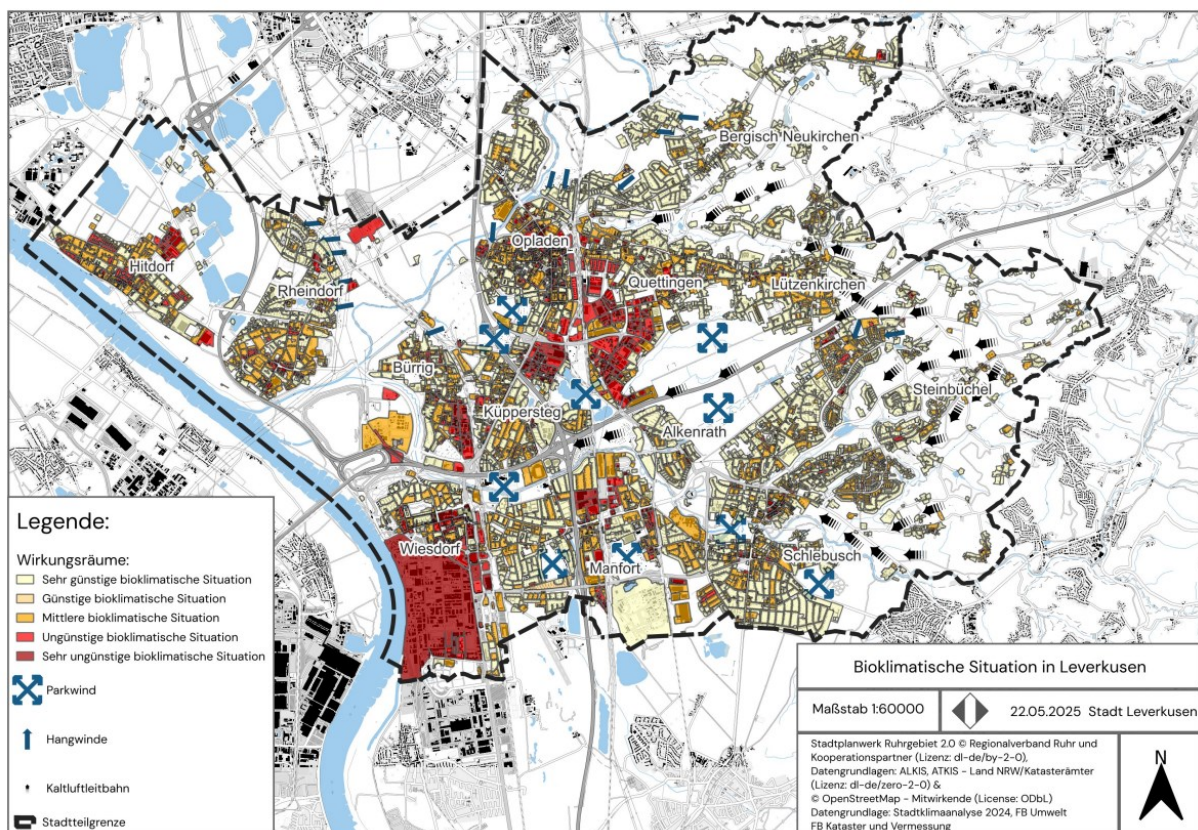 Bergisch Neukirchen
Opladen
Hitdorf
Rheindorf
Quettingen
Lützenkirchen
Bürrig
Steinbüchel
Küppersteg
Alkenrath
Wiesdorf
Manfort
Schlebusch
Legende:
Wirkungsräume:
Sehr günstige bioklimatische Situation
Günstige bioklimatische Situation
Mittlere bioklimatische Situation
Ungünstige bioklimatische Situation
Sehr ungünstige bioklimatische Situation
Parkwind
Hangwinde
Kaltluftleitbahn
Stadtteilgrenze
Bioklimatische Situation in Leverkusen
Maßstab 1:60000
22.05.2025 Stadt Leverkusen
Stadtplanwerk Ruhrgebiet 2.0 © Regionalverband Ruhr und
Kooperationspartner (Lizenz: dl-de/by-2-0),
Datengrundlagen: ALKIS, ATKIS - Land NRW/Katasterämter
(Lizenz: dl-de/zero-2-0) &
© OpenStreetMap - Mitwirkende (License: ODbL)
Datengrundlage: Stadtklimaanalyse 2024, FB Umwelt
FB Kataster und Vermessung
N